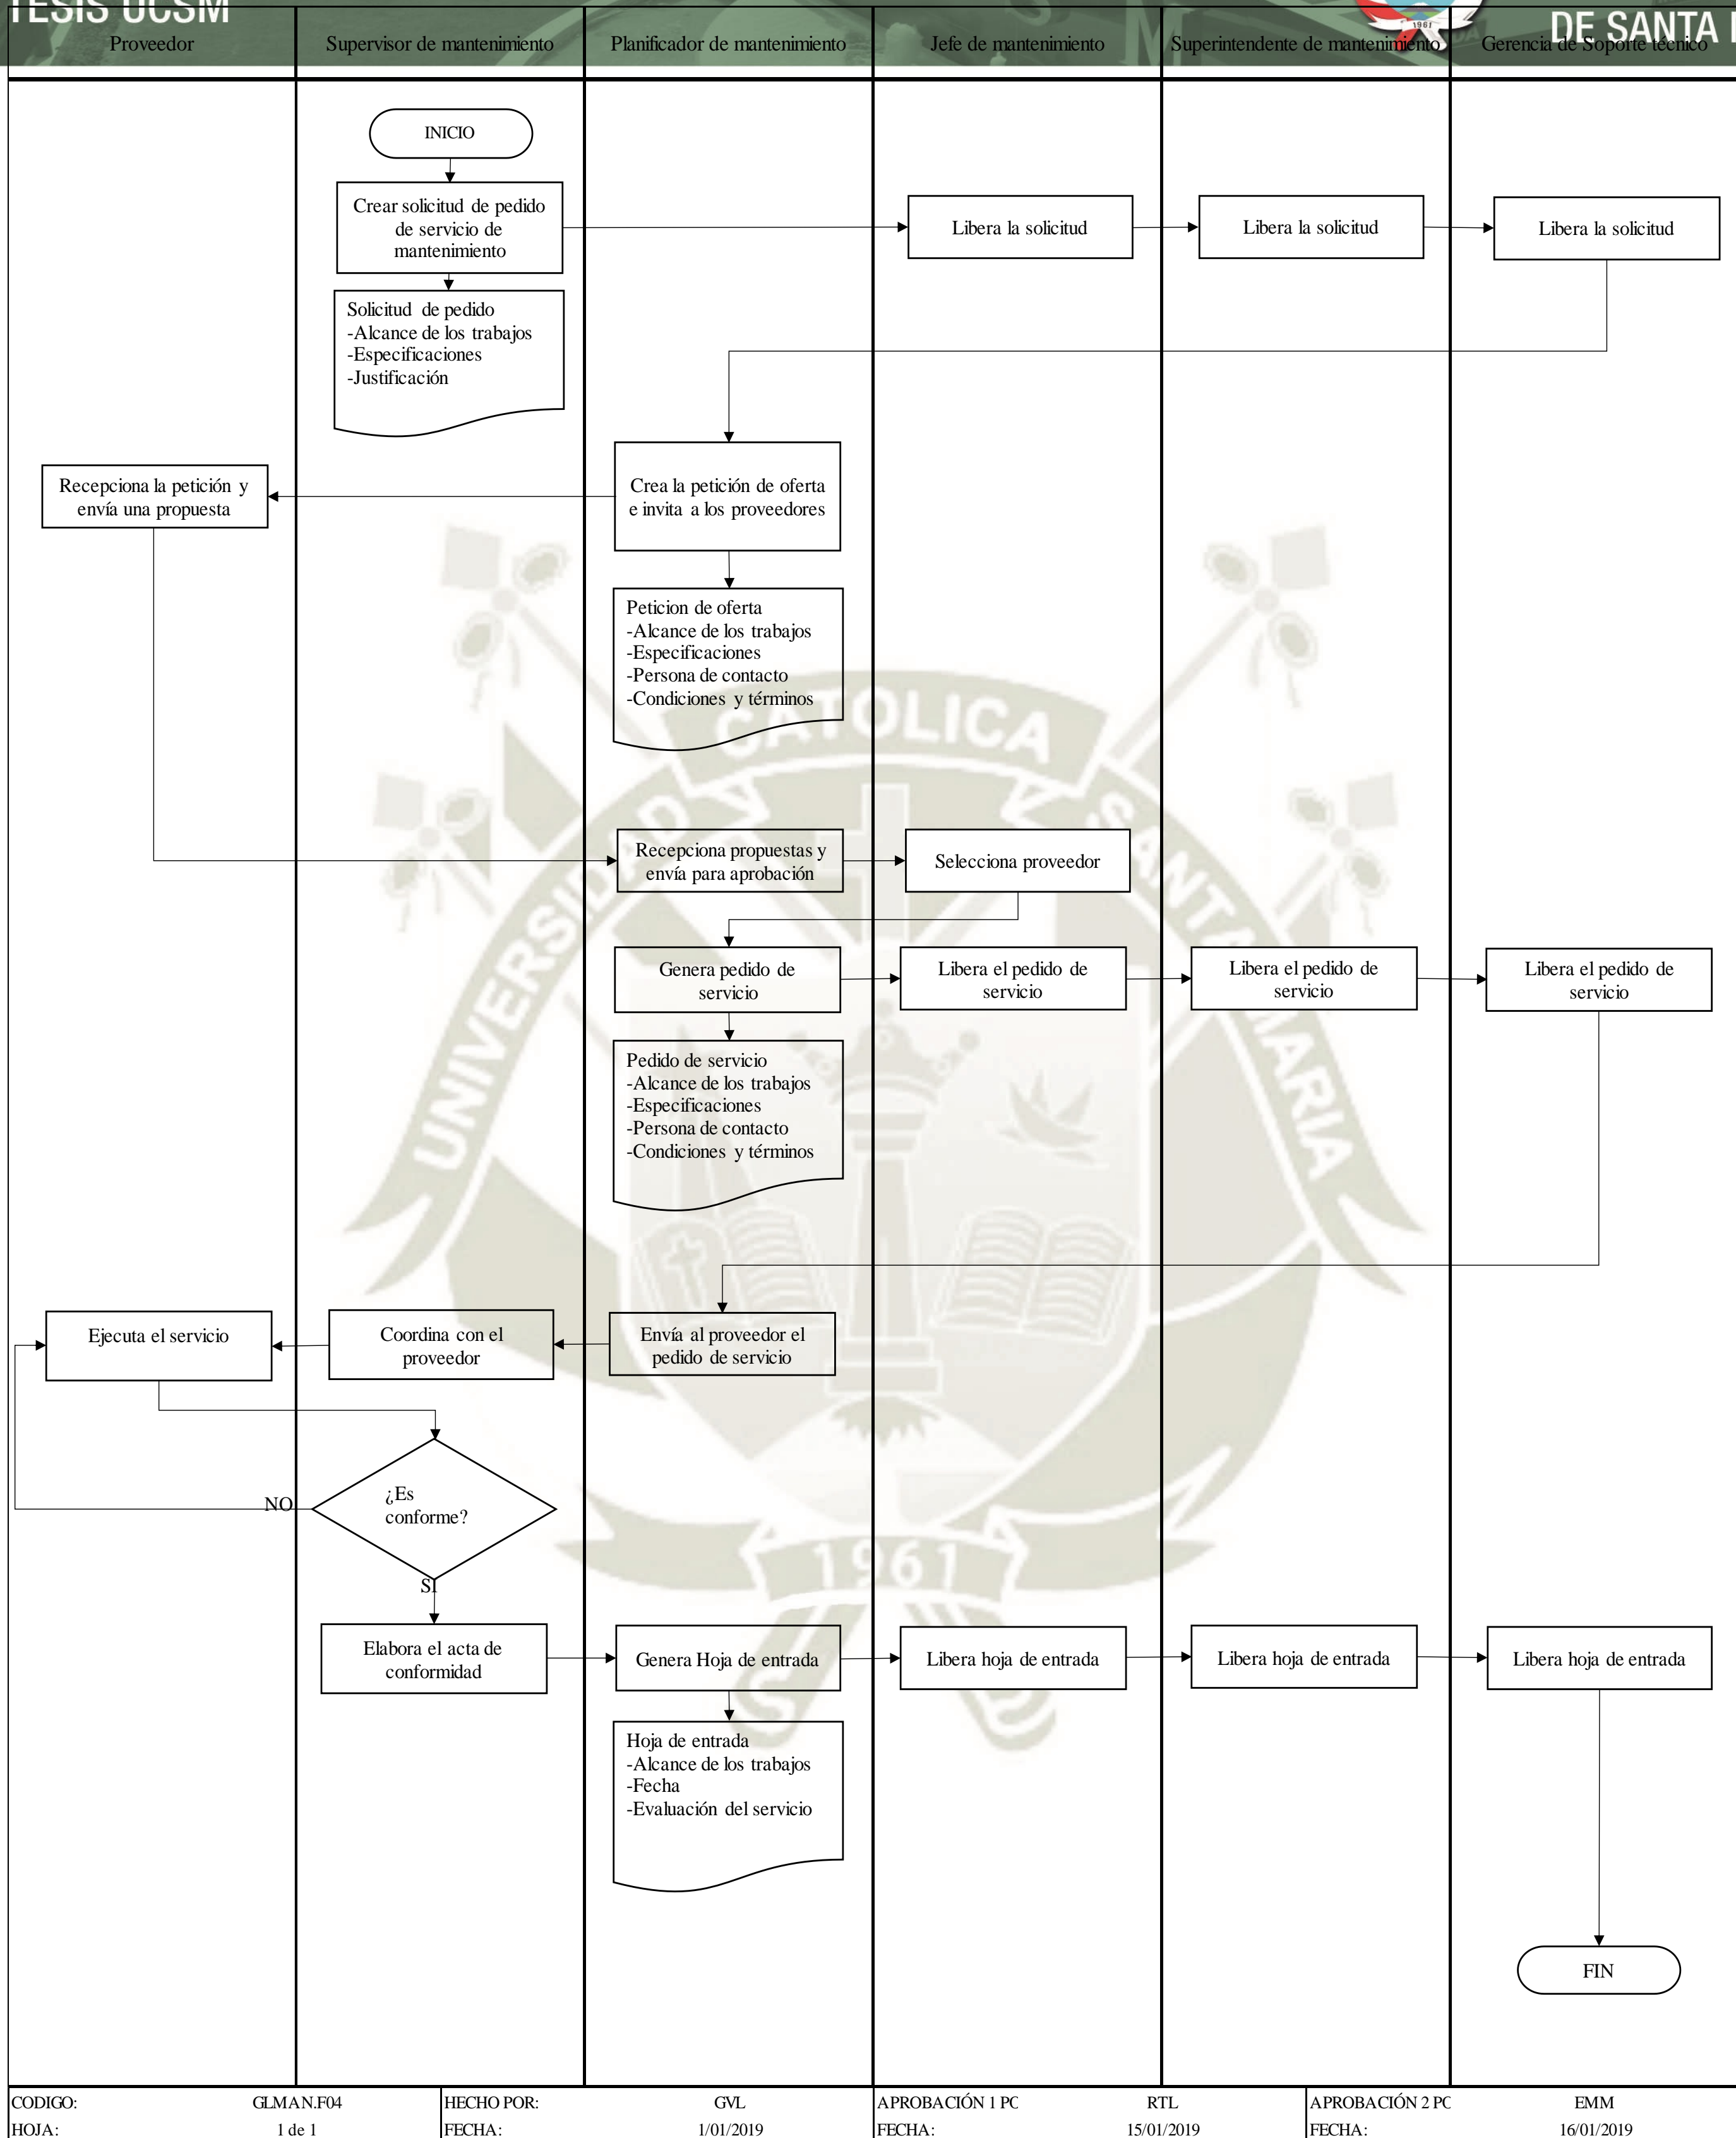 TESIS UCSM
DE SANTA
1961
Proveedor
Supervisor de mantenimiento
Planificador de mantenimiento
Jefe de mantenimiento
Superintendente de mantenimiento
Gerencia de Soporte técnico
INICIO
Crear solicitud de pedido
de servicio de
mantenimiento
Libera la solicitud
Libera la solicitud
Libera la solicitud
Solicitud de pedido
-Alcance de los trabajos
-Especificaciones
-Justificación
Recepciona la petición y
envía una propuesta
Crea la petición de oferta
e invita a los proveedores
Peticion de oferta
-Alcance de los trabajos
-Especificaciones
-Persona de contacto
-Condiciones y términos
Recepciona propuestas y
envía para aprobación
Selecciona proveedor
Genera pedido de
servicio
Libera el pedido de
servicio
Libera el pedido de
servicio
Libera el pedido de
servicio
Pedido de servicio
-Alcance de los trabajos
-Especificaciones
-Persona de contacto
-Condiciones y términos
Ejecuta el servicio
Coordina con el
proveedor
Envía al proveedor el
pedido de servicio
¿Es
conforme?
NO
SI
Elabora el acta de
conformidad
Genera Hoja de entrada
Libera hoja de entrada
Libera hoja de entrada
Libera hoja de entrada
Hoja de entrada
-Alcance de los trabajos
-Fecha
-Evaluación del servicio
FIN
UNIVERSIDAD CATOLICA SANTA MARIA
1961
CODIGO: GLMAN.F04 HECHO POR: GVL APROBACIÓN 1 PO RTL APROBACIÓN 2 PO EMM
HOJA: 1 de 1 FECHA: 1/01/2019 FECHA: 15/01/2019 FECHA: 16/01/2019